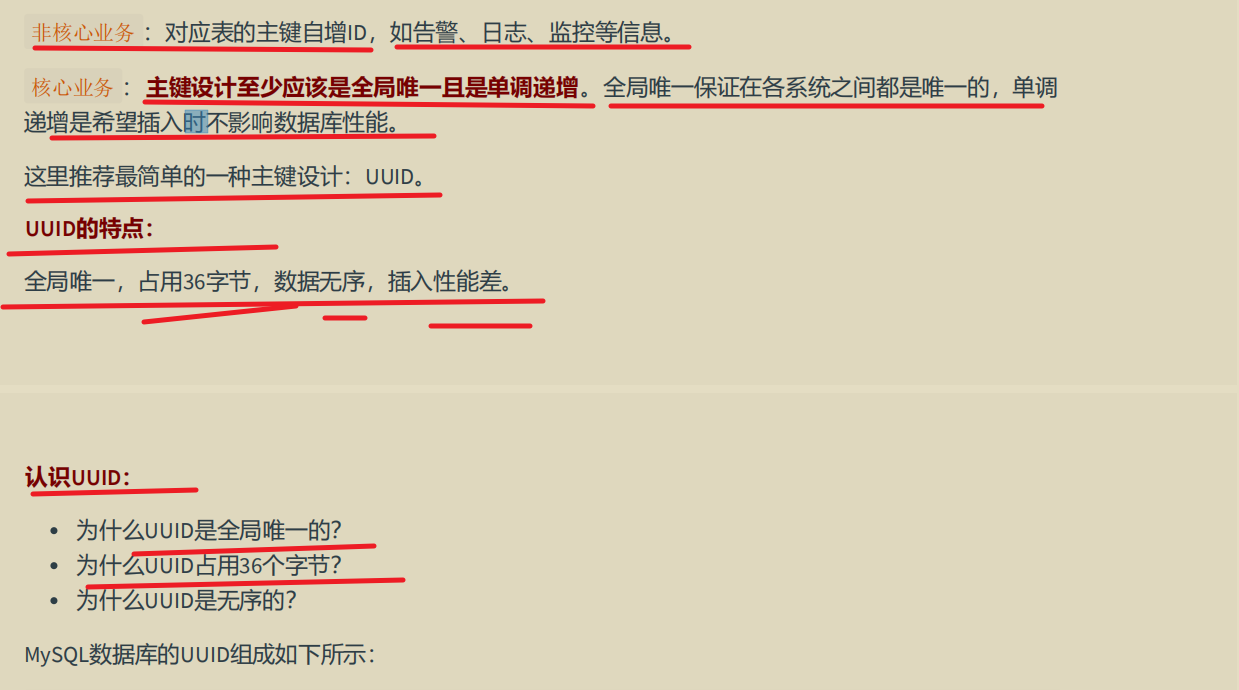 非核心业务：对应表的主键自增ID，如告警、日志、监控等信息。
核心业务：主键设计至少应该是全局唯一且是单调递增。全局唯一保证在各系统之间都是唯一的，单调
递增是希望插入时不影响数据库性能。
这里推荐最简单的一种主键设计：UUID。
UUID的特点：
全局唯一，占用36字节，数据无序，插入性能差。
认识UUID：
• 为什么UUID是全局唯一的？
• 为什么UUID占用36个字节？
• 为什么UUID是无序的？
MySQL数据库的UUID组成如下所示：